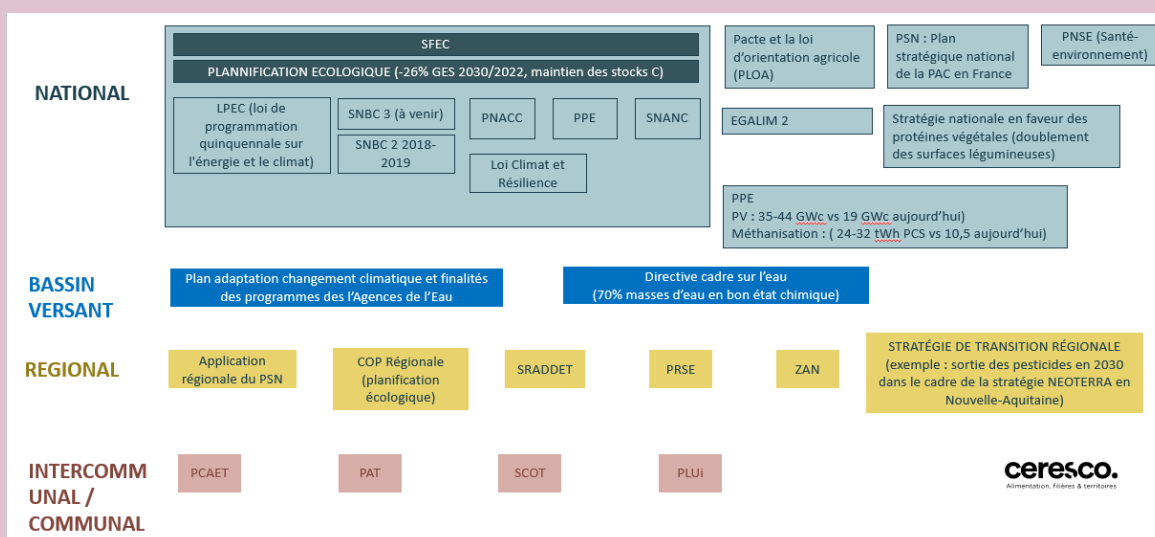 NATIONAL
SFEC
PLANNIFICATION ECOLOGIQUE (-26% GES 2030/2022, maintien des stocks C)
LPEC (loi de
programmation
quinquennale sur
l'énergie et le climat)
SNBC 3 (à venir)
SNBC 2 2018-
2019
PNACC
PPE
SNANC
Loi Climat et
Résilience
Pacte et la loi
d'orientation agricole
(PLOA)
PSN : Plan
stratégique national
de la PAC en France
PNSE (Santé-
environnement)
EGALIM 2
Stratégie nationale en faveur des
protéines végétales (doublement
des surfaces légumineuses)
PPE
PV : 35-44 GWc vs 19 GWc aujourd'hui)
Méthanisation : ( 24-32 tWh PCS vs 10,5 aujourd'hui)
BASSIN
VERSANT
Plan adaptation changement climatique et finalités
des programmes des l'Agences de l'Eau
Directive cadre sur l'eau
(70% masses d'eau en bon état chimique)
REGIONAL
Application
régionale du PSN
COP Régionale
(planification
écologique)
SRADDET
PRSE
ZAN
STRATÉGIE DE TRANSITION RÉGIONALE
(exemple : sortie des pesticides en 2030
dans le cadre de la stratégie NEOTERRA en
Nouvelle-Aquitaine)
INTERCOMM
UNAL /
COMMUNAL
PCAET
PAT
SCOT
PLUi
ceresco.
Alimentation, filières & territoires